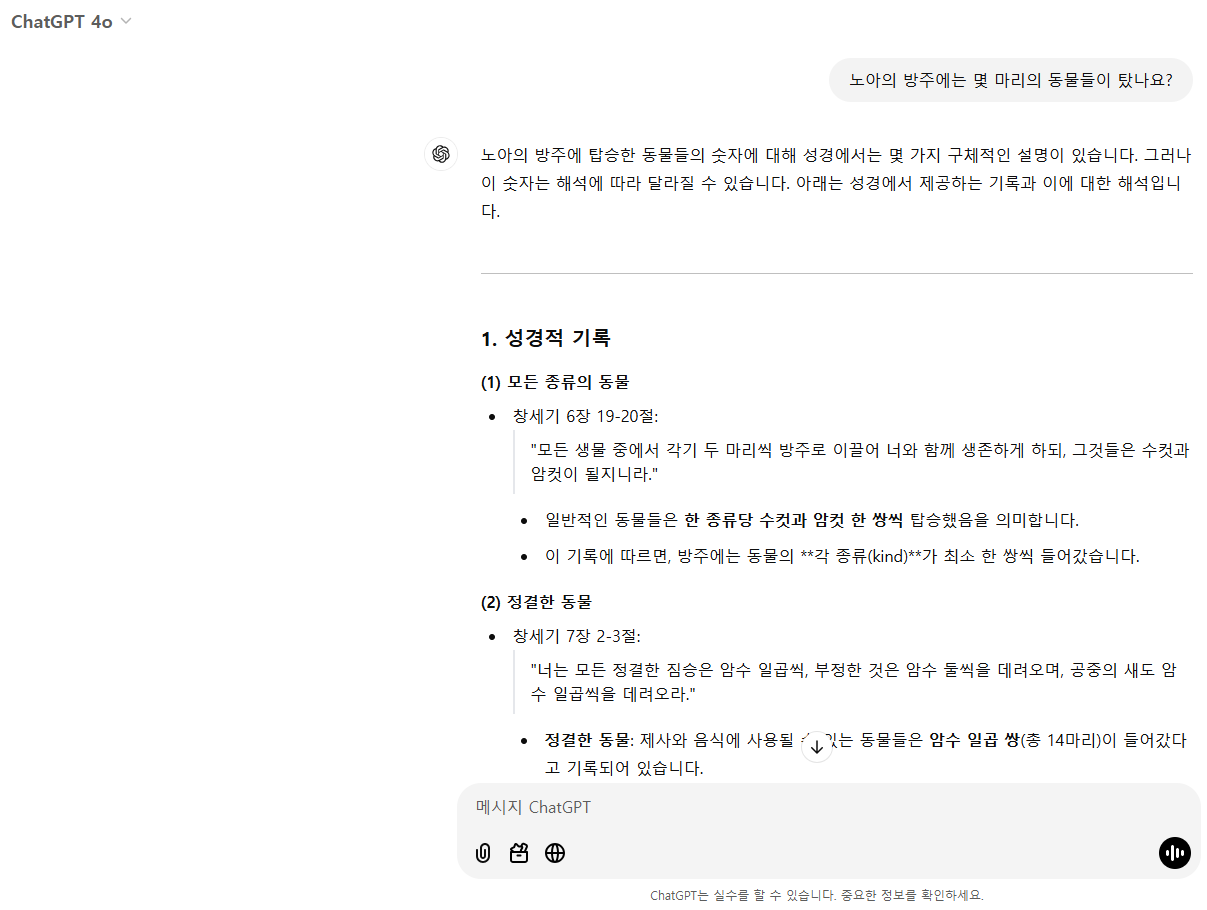 ChatGPT 4o
노아의 방주에는 몇 마리의 동물들이 탔나요?
노아의 방주에 탑승한 동물들의 숫자에 대해 성경에서는 몇 가지 구체적인 설명이 있습니다. 그러나
이 숫자는 해석에 따라 달라질 수 있습니다. 아래는 성경에서 제공하는 기록과 이에 대한 해석입니
다.
1. 성경적 기록
(1) 모든 종류의 동물
창세기 6장 19-20절:
"모든 생물 중에서 각기 두 마리씩 방주로 이끌어 너와 함께 생존하게 하되, 그것들은 수컷과
암컷이 될지니라."
일반적인 동물들은 한 종류당 수컷과 암컷 한 쌍씩 탑승했음을 의미합니다.
이 기록에 따르면, 방주에는 동물의 **각 종류(kind)**가 최소 한 쌍씩 들어갔습니다.
(2) 정결한 동물
창세기 7장 2-3절:
"너는 모든 정결한 짐승은 암수 일곱씩, 부정한 것은 암수 둘씩을 데려오며, 공중의 새도 암
수 일곱씩을 데려오라."
정결한 동물: 제사와 음식에 사용될 있는 동물들은 암수 일곱 쌍(총 14마리)이 들어갔다
고 기록되어 있습니다.
메시지 ChatGPT
ChatGPT는 실수를 할 수 있습니다. 중요한 정보를 확인하세요.